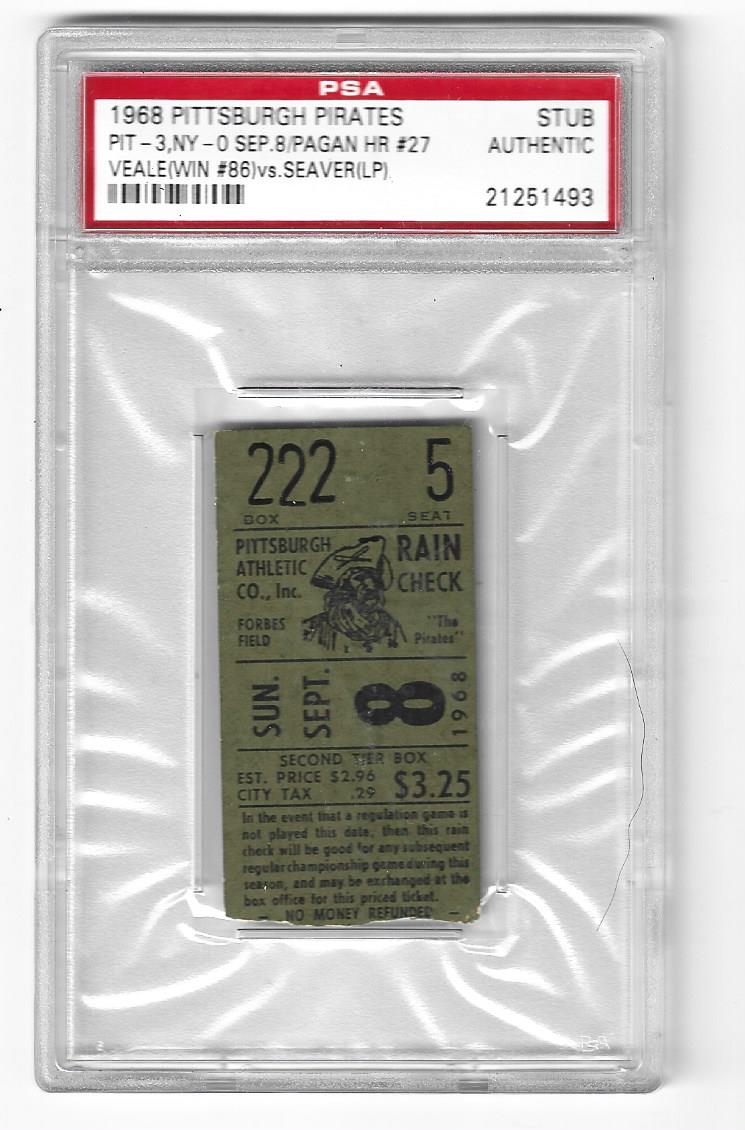 PSA
1968 PITTSBURGH PIRATES STUB
PIT-3,NY-0 SEP.8/PAGAN HR #27 AUTHENTIC
VEALE(WIN #86)vs.SEAVER(LP)
21251493
222 5
BOX SEAT
PITTSBURGH
ATHLETIC
CO., Inc.
RAIN
CHECK
FORBES
FIELD
"The
Pirates"
SUN.
SEPT.
8
1968
SECOND TIER BOX
EST. PRICE $2.96
CITY TAX .29
$3.25
In the event that a regulation game is
not played this date, then this rain
check will be good for any subsequent
regular championship game during this
season, and may be exchanged at the
box office for this priced ticket.
— NO MONEY REFUNDED —
PSA